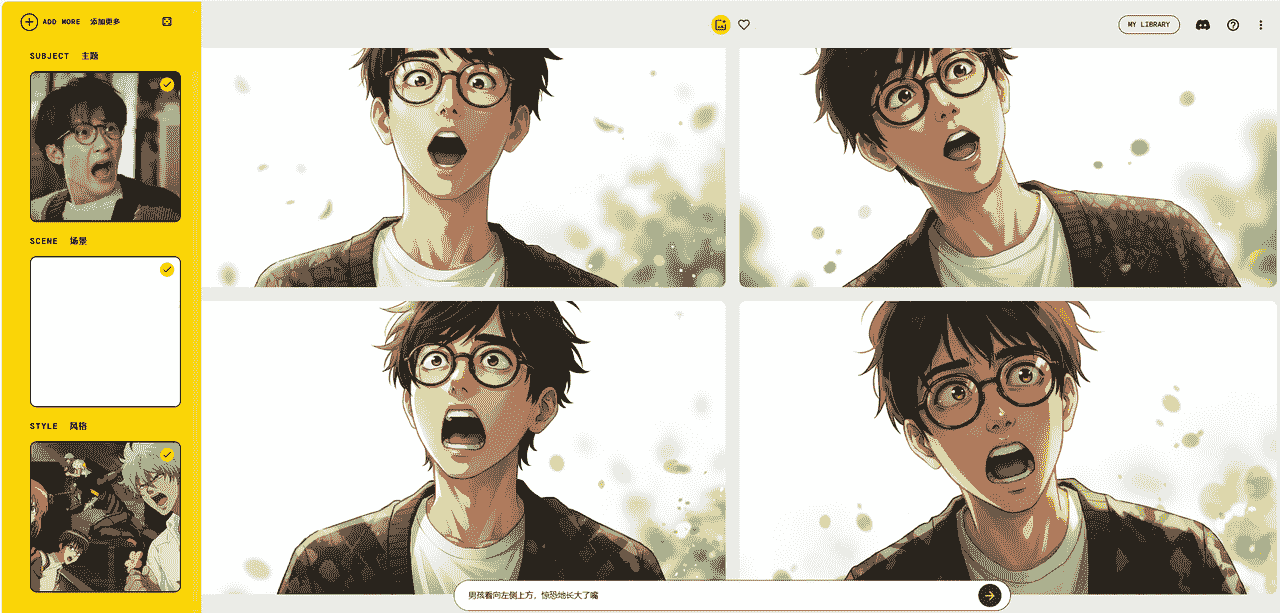 ADD MORE 添加更多
MY LIBRARY
SUBJECT 主题
SCENE 场景
STYLE 风格
男孩看向左侧上方，惊恐地长大了嘴